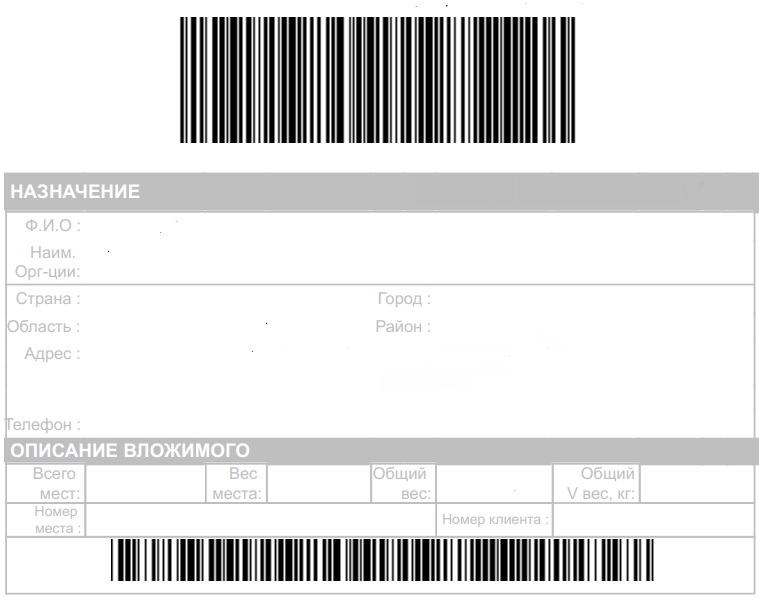 НАЗНАЧЕНИЕ
Ф.И.О :
Наим.
Орг-ции:
Страна : Город :
Область : Район :
Адрес :
Телефон :
ОПИСАНИЕ ВЛОЖИМОГО
Всего Вес Общий Общий
мест: места: вес: V вес, кг:
Номер
места : Номер клиента :